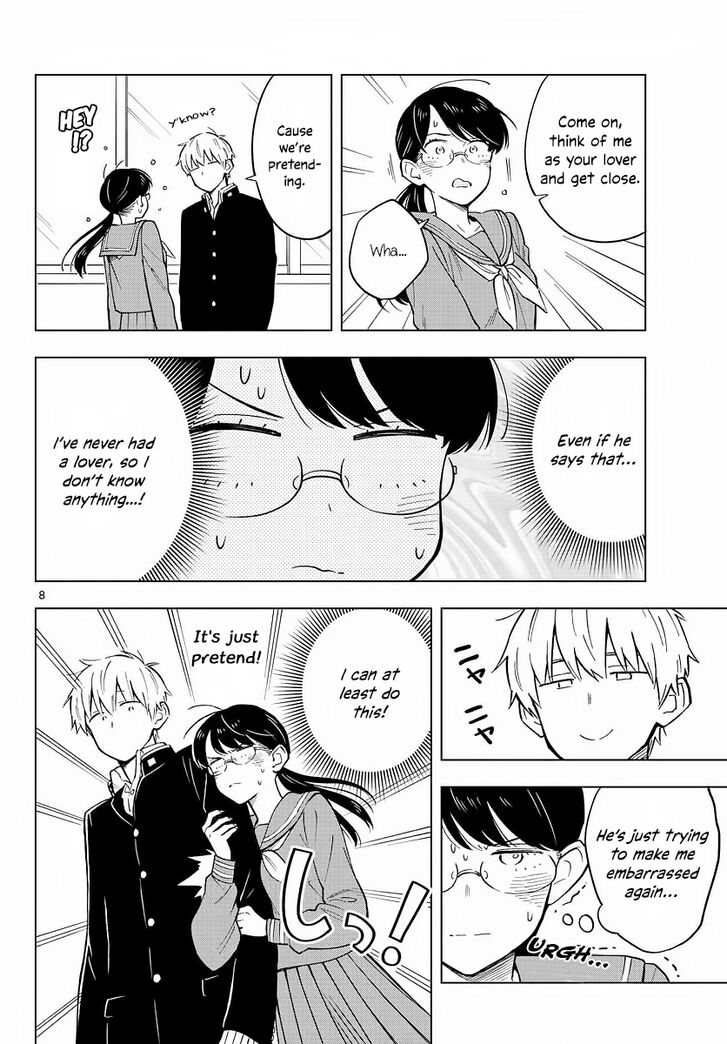 Come on,
think of me
as your lover
and get close.
Wha...
Cause
we're
pretend-
ing.
y'know?
HEY
!?
Even if he
says that...
I've never had
a lover, so I
don't know
anything...!
8
ニヤ
ニヤ
He's just trying
to make me
embarrassed
again...
URGH...
I can at
least do
this!
It's just
pretend!
しっ!